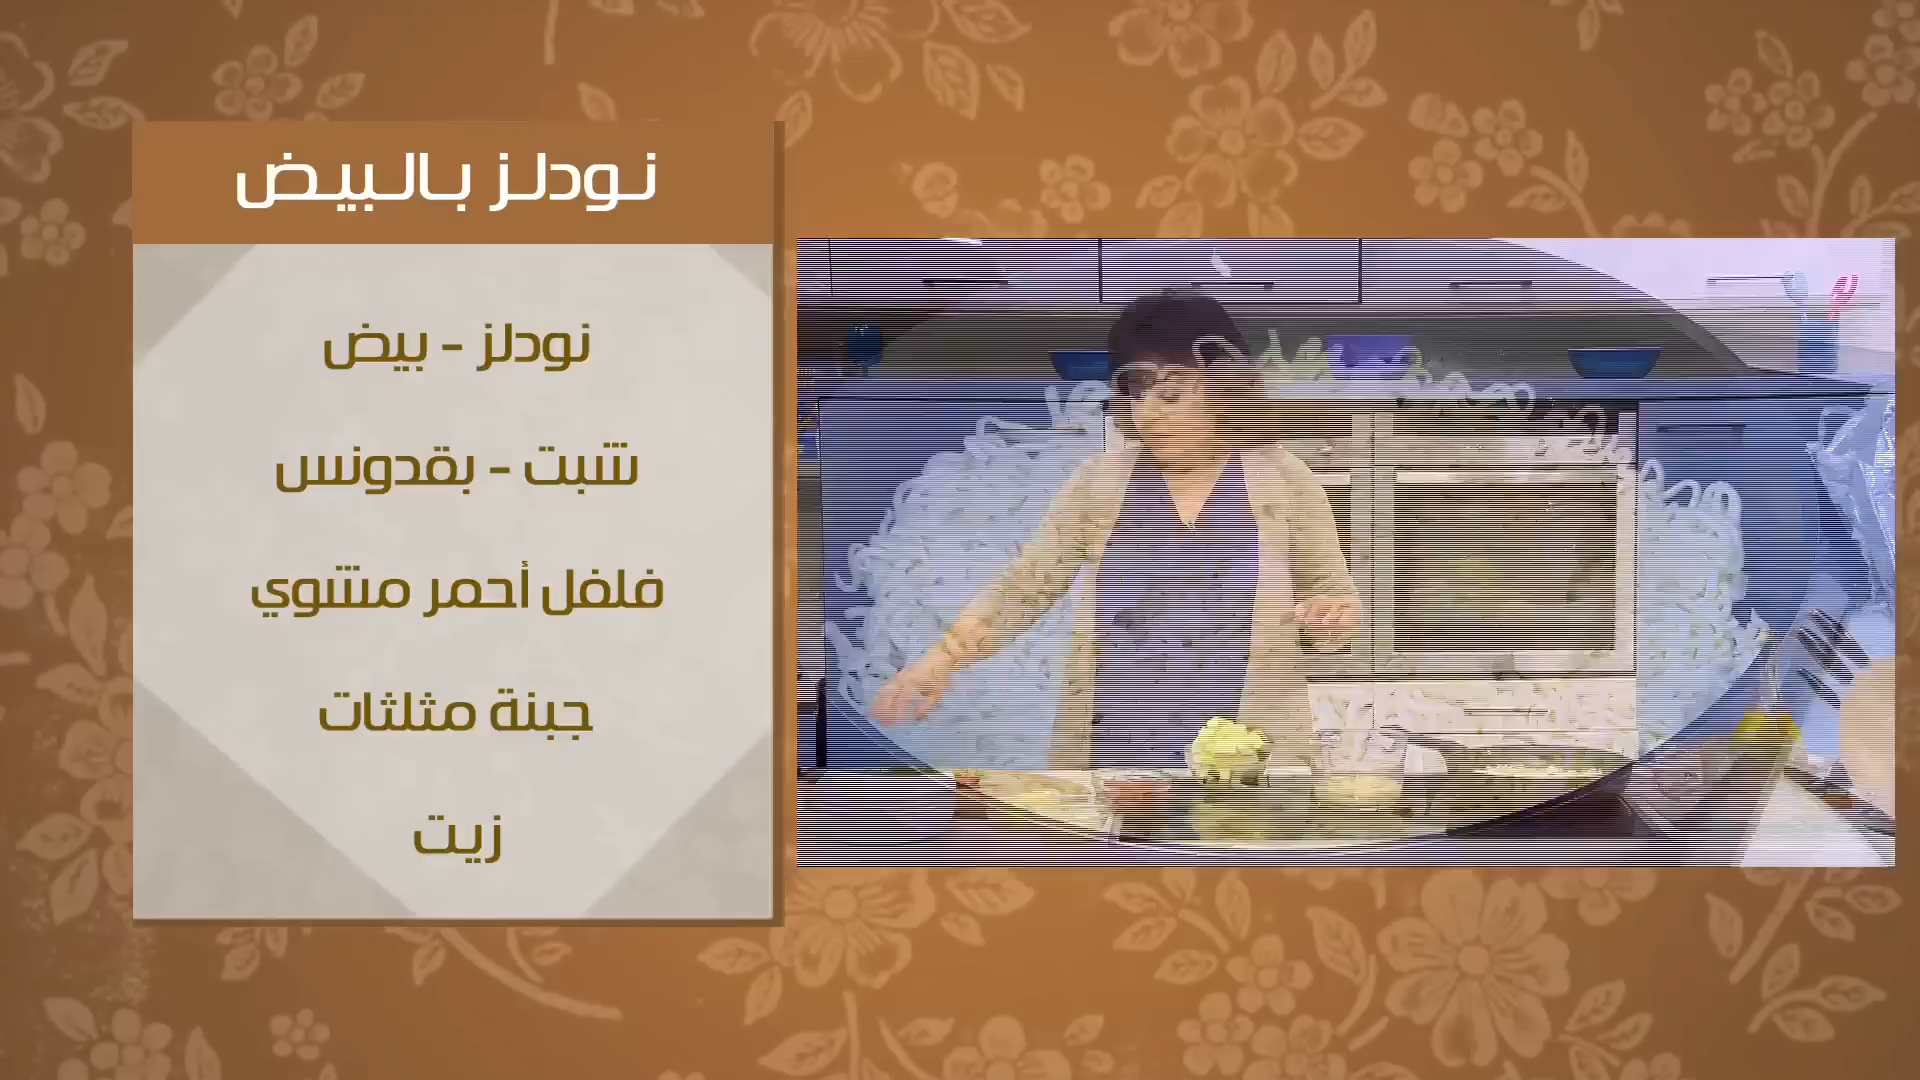 نودلز بالبيض
نودلز - بيض
شبت - بقدونس
فلفل أحمر مشوي
جبنة مثلثات
زيت